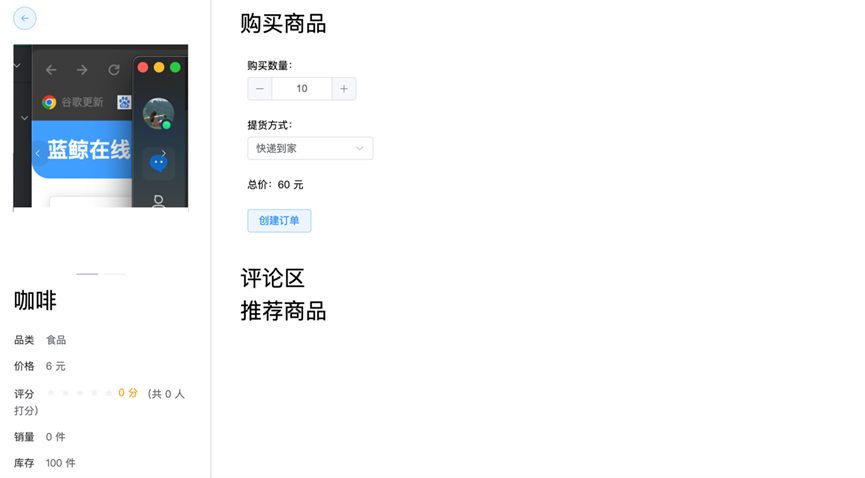 谷歌更新
蓝鲸在线
咖啡
品类 食品
价格 6 元
评分 0 分 (共 0 人
打分)
销量 0 件
库存 100 件
购买商品
购买数量:
10
提货方式:
快递到家
总价: 60 元
创建订单
评论区
推荐商品